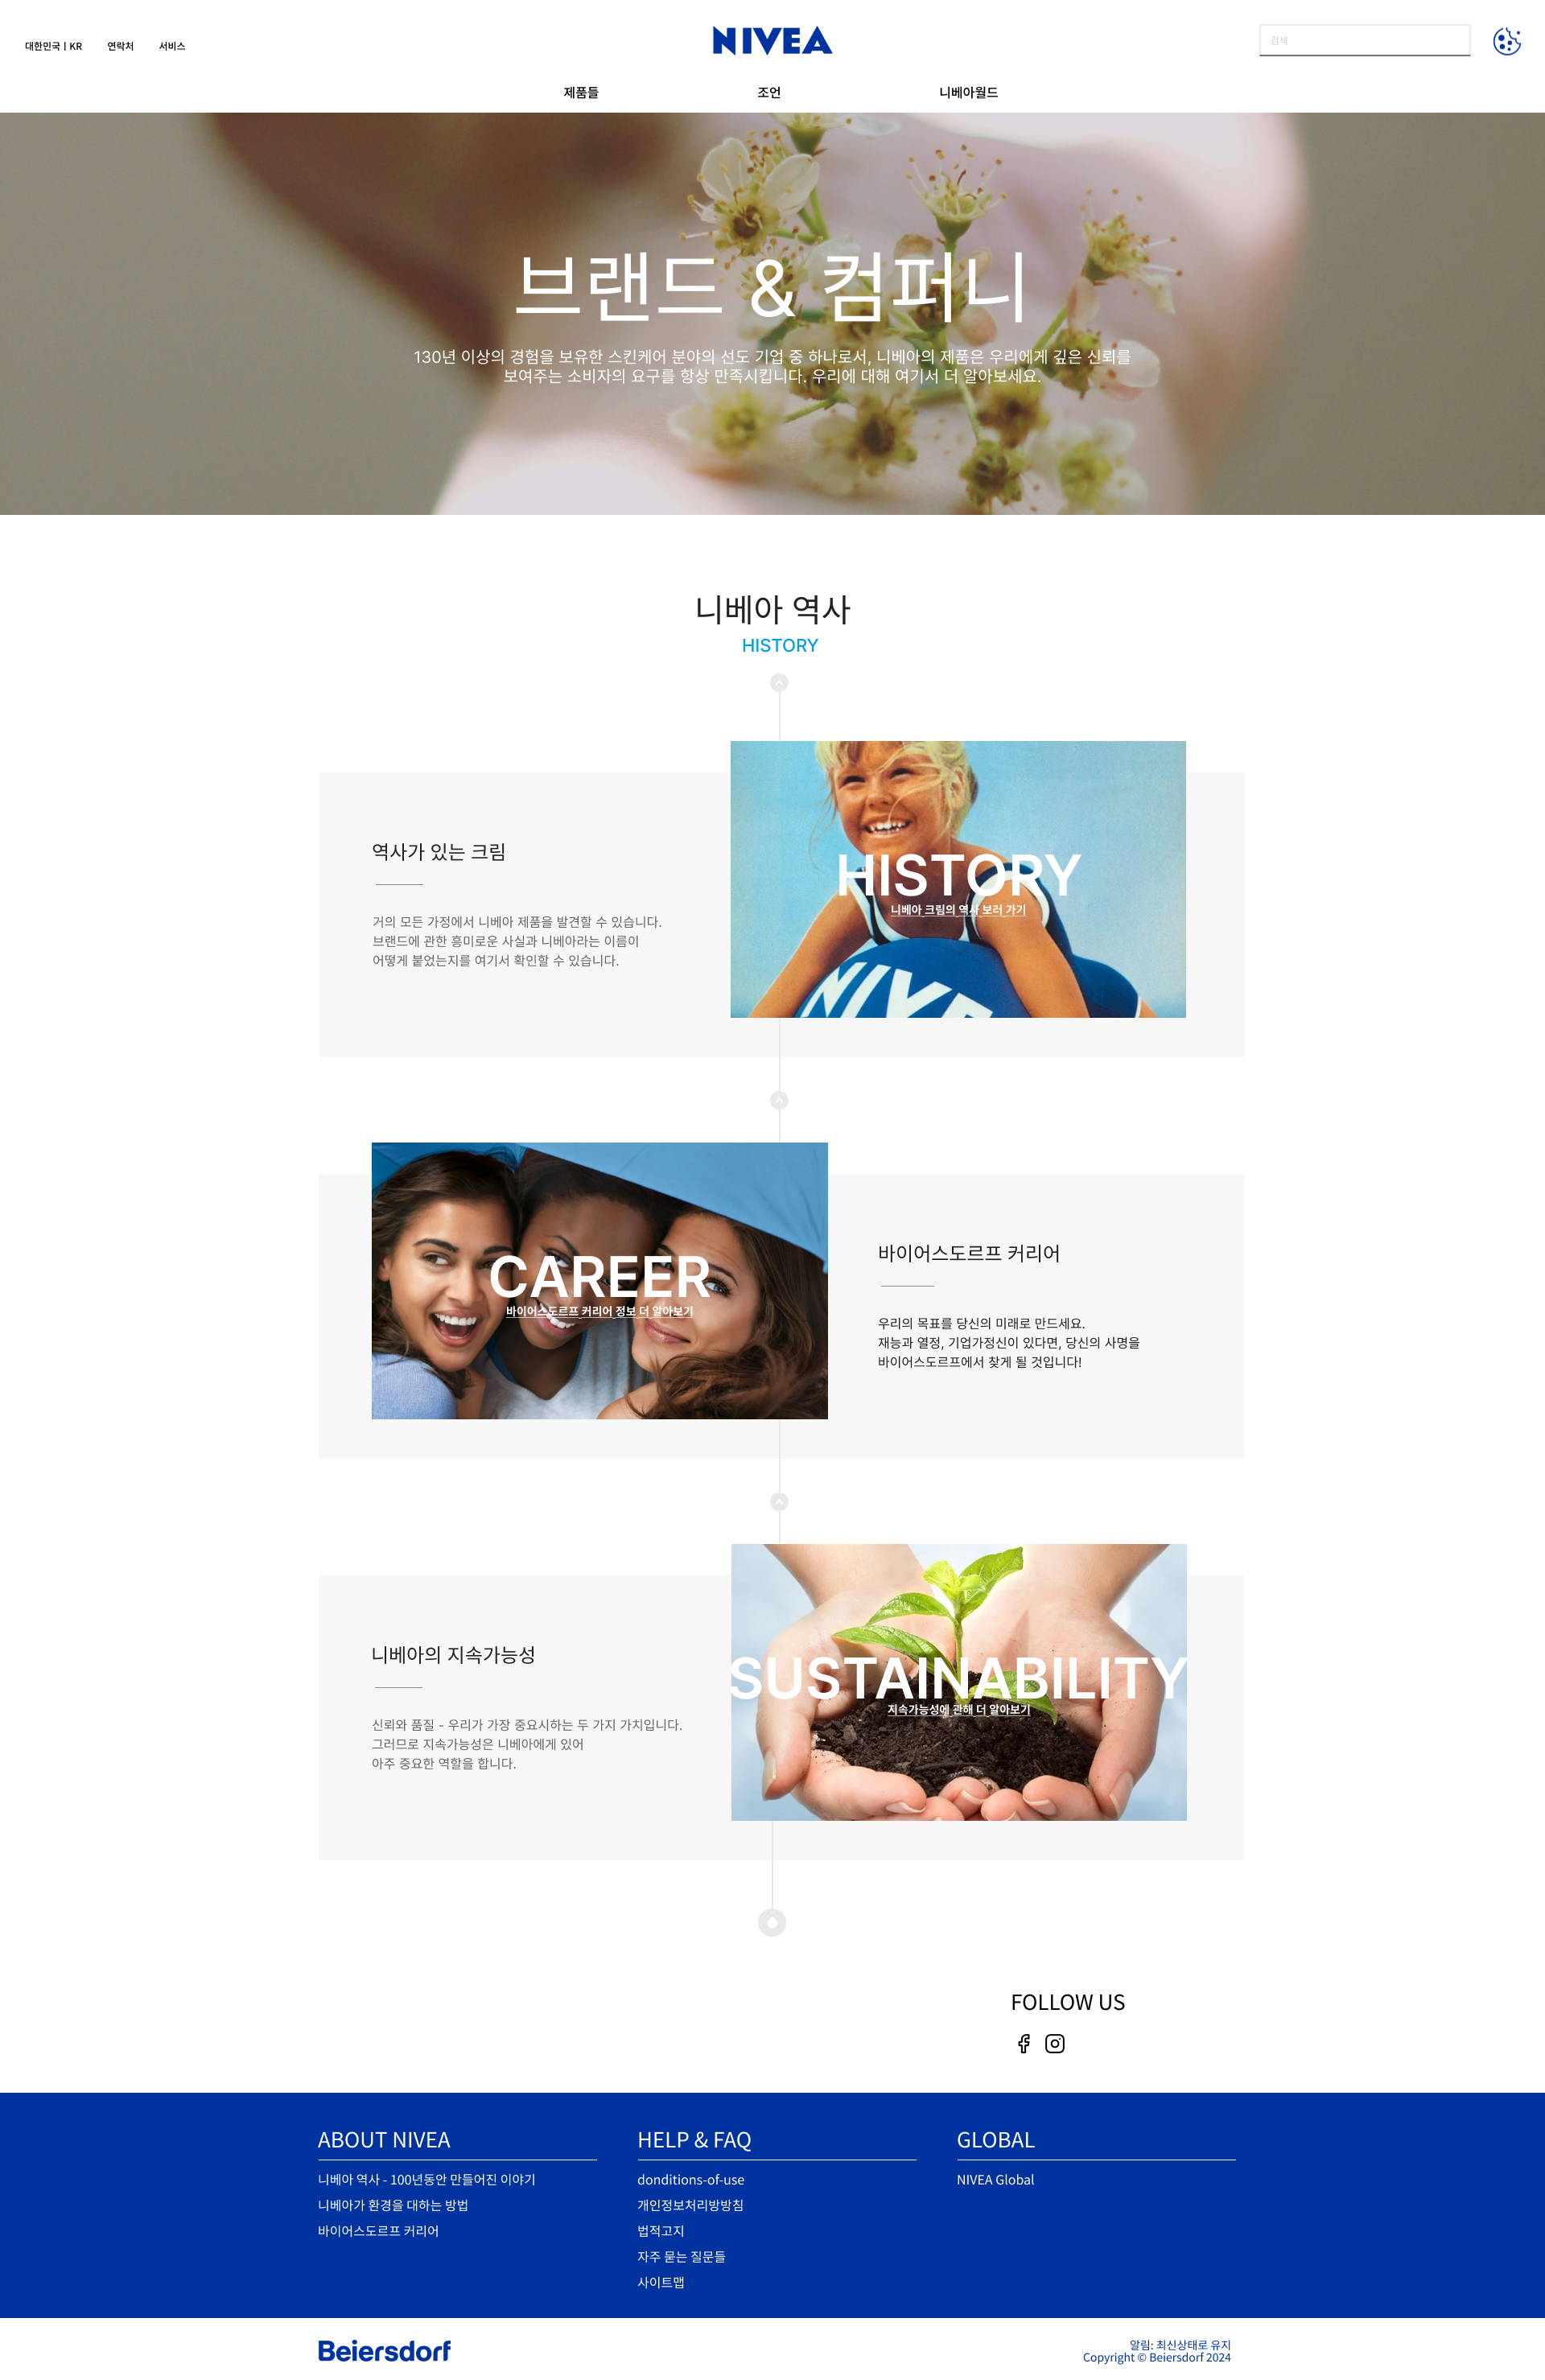 대한민국 | KR
연락처
서비스
NIVEA
검색
제품들
조언
니베아월드
브랜드 & 컴퍼니
130년 이상의 경험을 보유한 스킨케어 분야의 선도 기업 중 하나로서, 니베아의 제품은 우리에게 깊은 신뢰를
보여주는 소비자의 요구를 항상 만족시킵니다. 우리에 대해 여기서 더 알아보세요.
니베아 역사
HISTORY
역사가 있는 크림
거의 모든 가정에서 니베아 제품을 발견할 수 있습니다.
브랜드에 관한 흥미로운 사실과 니베아라는 이름이
어떻게 붙었는지를 여기서 확인할 수 있습니다.
HISTORY
니베아 크림의 역사 보러 가기
NIVE
CAREER
바이어스도르프 커리어 정보 더 알아보기
바이어스도르프 커리어
우리의 목표를 당신의 미래로 만드세요.
재능과 열정, 기업가정신이 있다면, 당신의 사명을
바이어스도르프에서 찾게 될 것입니다!
니베아의 지속가능성
신뢰와 품질 - 우리가 가장 중요시하는 두 가지 가치입니다.
그러므로 지속가능성은 니베아에게 있어
아주 중요한 역할을 합니다.
SUSTAINABILITY
지속가능성에 관해 더 알아보기
FOLLOW US
ABOUT NIVEA
니베아 역사 - 100년동안 만들어진 이야기
니베아가 환경을 대하는 방법
바이어스도르프 커리어
HELP & FAQ
donditions-of-use
개인정보처리방방침
법적고지
자주 묻는 질문들
사이트맵
GLOBAL
NIVEA Global
Beiersdorf
알림: 최신상태로 유지
Copyright © Beiersdorf 2024